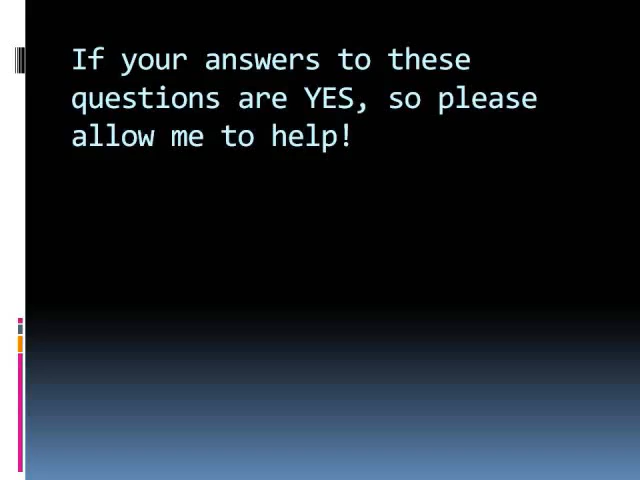 If your answers to these
questions are YES, so please
allow me to help!